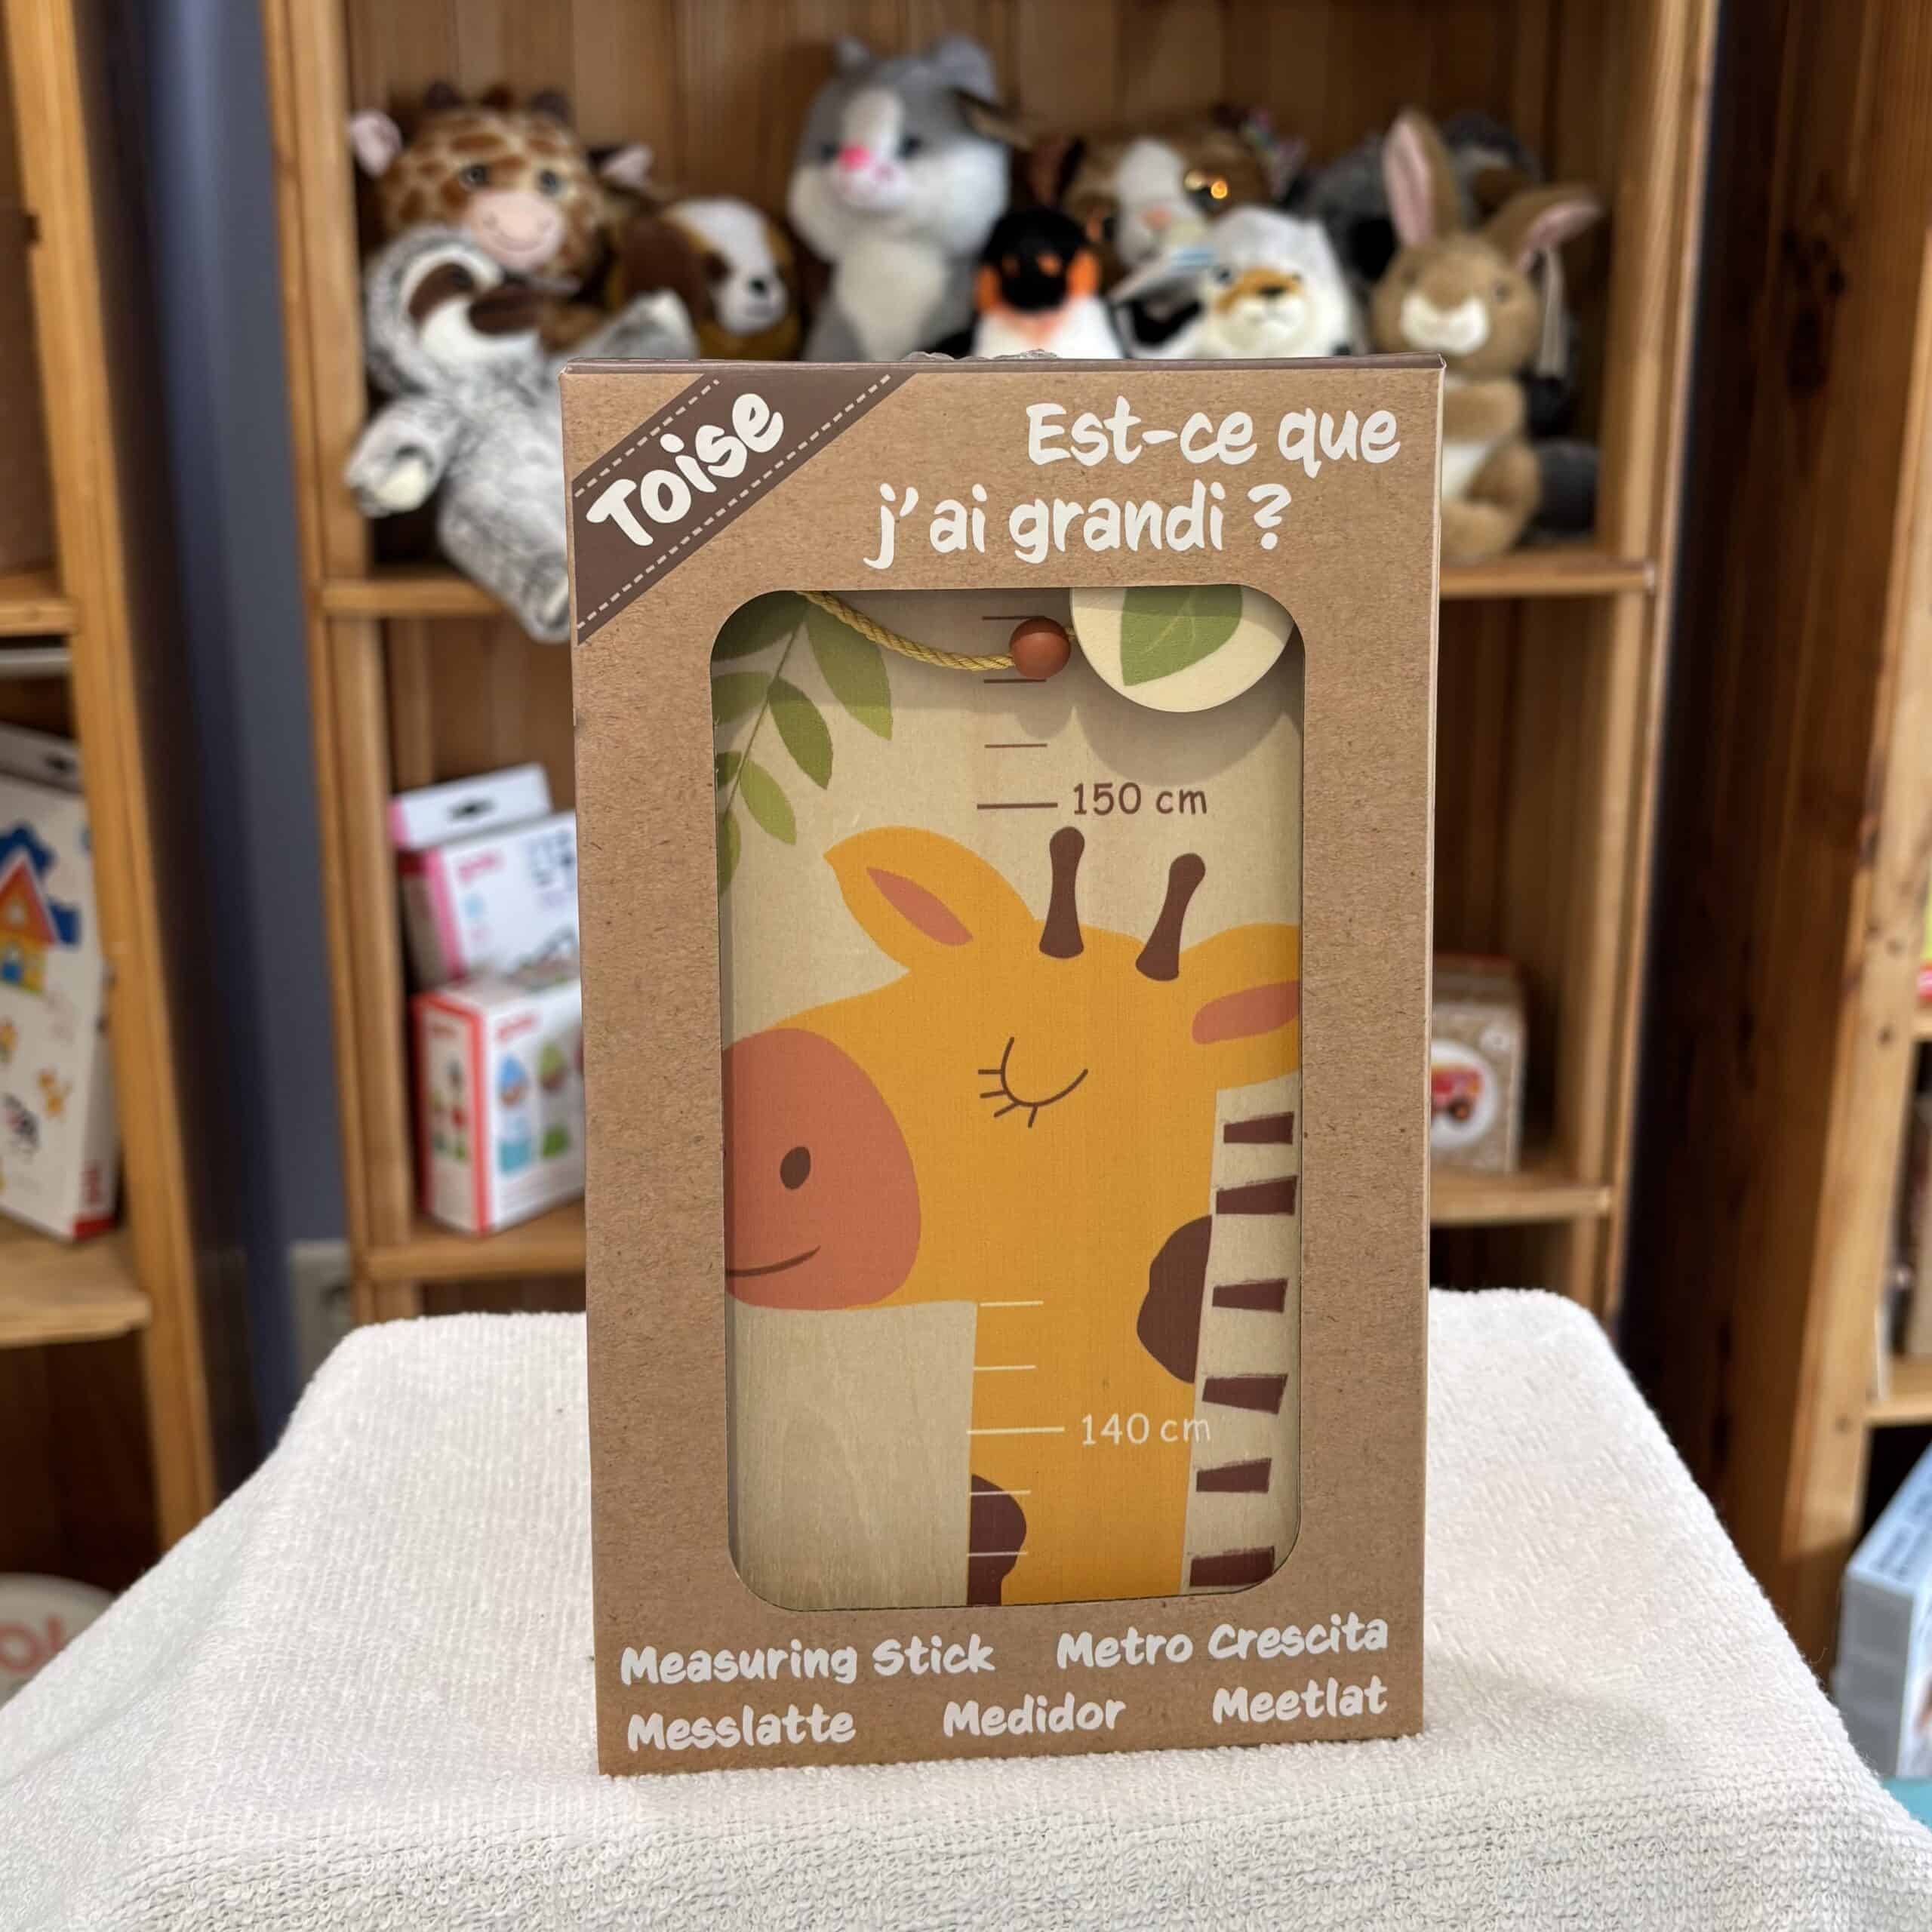 Toise
Est-ce que
j'ai grandi ?
150 cm
140 cm
Measuring Stick Metro Crescita
Messlatte Medidor Meetlat